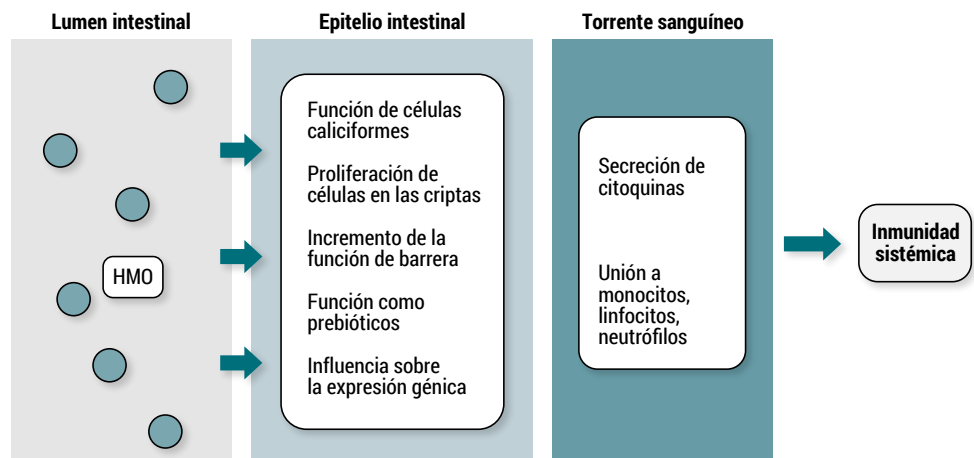 Lumen intestinal
Epitelio intestinal
Torrente sanguíneo
HMO
Función de células
caliciformes
Proliferación de
células en las criptas
Incremento de la
función de barrera
Función como
prebióticos
Influencia sobre
la expresión génica
Secreción de
citoquinas
Unión a
monocitos,
linfocitos,
neutrófilos
Inmunidad
sistémica